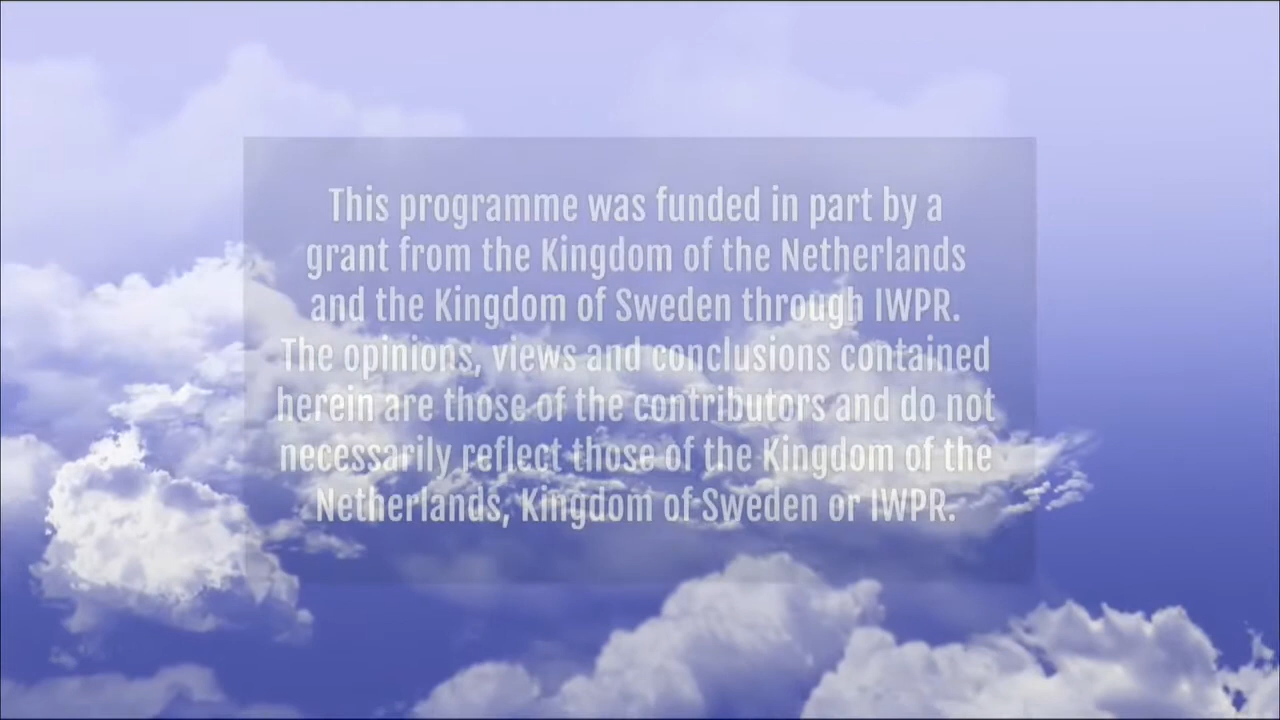 This programme was funded in part by a
grant from the Kingdom of the Netherlands
and the Kingdom of Sweden through IWPR.
The opinions, views and conclusions contained
herein are those of the contributors and do not
necessarily reflect those of the Kingdom of the
Netherlands, Kingdom of Sweden or IWPR.